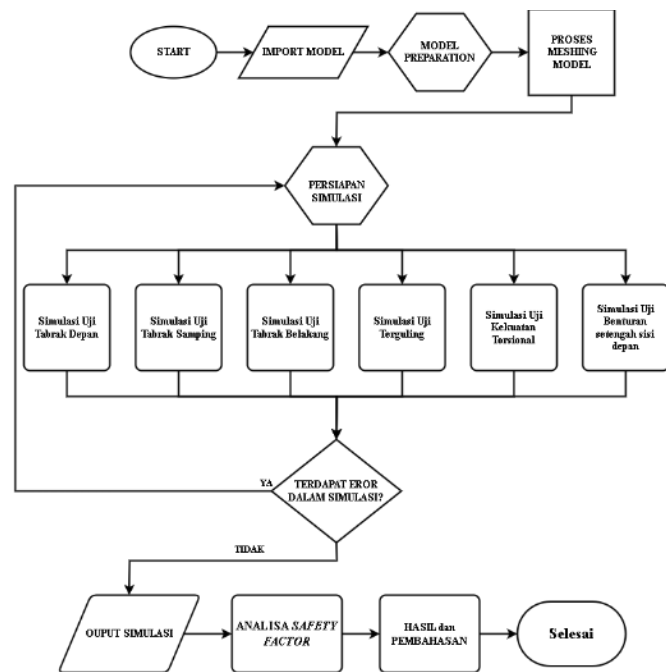 START
IMPORT MODEL
MODEL
PREPARATION
PROSES
MESHING
MODEL
PERSIAPAN
SIMULASI
Simulasi Uji
Tabrak Depan
Simulasi Uji
Tabrak Samping
Simulasi Uji
Tabrak Belakang
Simulasi Uji
Terguling
Simulasi Uji
Kekuatan
Torsional
Simulasi Uji
Benturan
setengah sisi
depan
TERDAPAT EROR
DALAM SIMULASI?
YA
TIDAK
OUPUT SIMULASI
ANALISA SAFETY
FACTOR
HASIL dan
PEMBAHASAN
Selesai